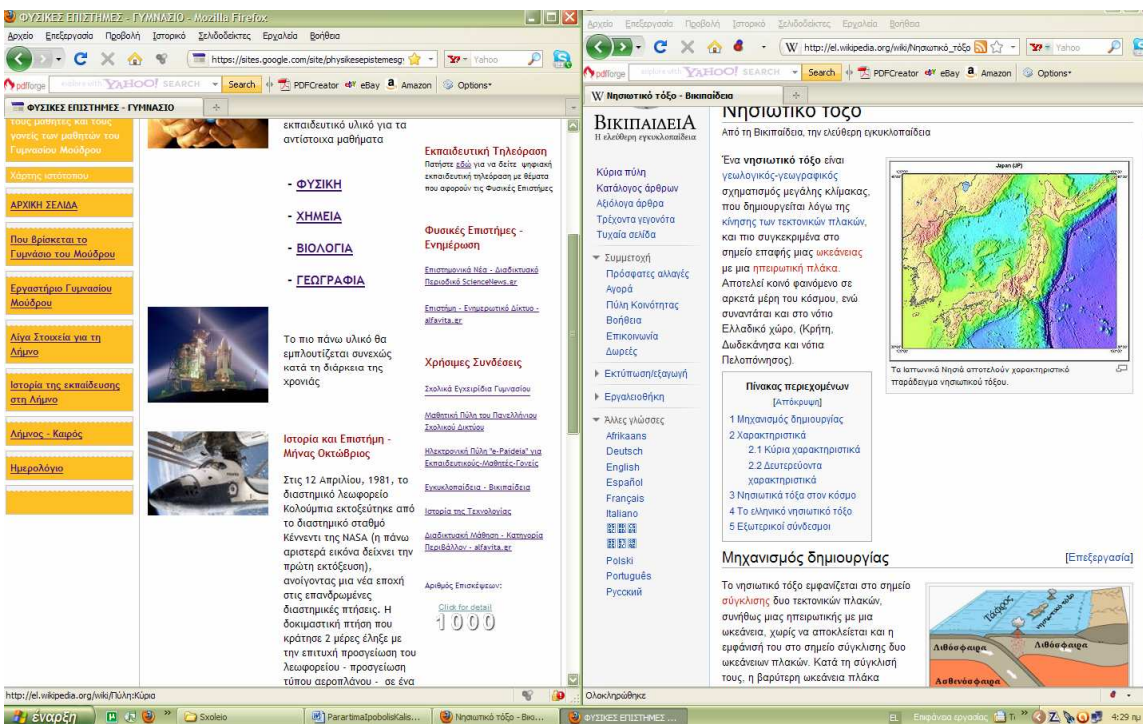 ΦΥΣΙΚΕΣ ΕΠΙΣΤΗΜΕΣ - ΓΥΜΝΑΣΙΟ - Mozilla Firefox
Αρχείο Επεξεργασία Προβολή Ιστορικό Σελιδοδείκτες Εργαλεία Βοήθεια
https://sites.google.com/site/physikesepistemesg
Yahoo
pdfforge
YAHOO! SEARCH
Search
PDFCreator
eBay
Amazon
Options
ΦΥΣΙΚΕΣ ΕΠΙΣΤΗΜΕΣ - ΓΥΜΝΑΣΙΟ
τους μαθητές και τους
γονείς των μαθητών του
Γυμνασίου Μούδρου
Χάρτης ιστότοπου
ΑΡΧΙΚΗ ΣΕΛΙΔΑ
Που βρίσκεται το
Γυμνάσιο του Μούδρου
Εργαστήριο Γυμνασίου
Μούδρου
Λίγα Στοιχεία για τη
Λήμνο
Ιστορία της εκπαίδευσης
στη Λήμνο
Λήμνος - Καιρός
Ημερολόγιο
εκπαιδευτικό υλικό για τα
αντίστοιχα μαθήματα
- ΦΥΣΙΚΗ
- ΧΗΜΕΙΑ
- ΒΙΟΛΟΓΙΑ
- ΓΕΩΓΡΑΦΙΑ
Το πιο πάνω υλικό θα
εμπλουτίζεται συνεχώς
κατά τη διάρκεια της
χρονιάς
Ιστορία και Επιστήμη -
Μήνας Οκτώβριος
Στις 12 Απριλίου, 1981, το
διαστημικό λεωφορείο
Κολούμπια εκτοξεύτηκε από
το διαστημικό σταθμό
Κέννεντι της NASA (η πάνω
αριστερά εικόνα δείχνει την
πρώτη εκτόξευση),
ανοίγοντας μια νέα εποχή
στις επανδρωμένες
διαστημικές πτήσεις. Η
δοκιμαστική πτήση που
κράτησε 2 μέρες έληξε με
την επιτυχή προσγείωση του
λεωφορείου - προσγείωση
τύπου αεροπλάνου - σε ένα
Εκπαιδευτική Τηλεόραση
Πατήστε εδώ για να δείτε ψηφιακή
εκπαιδευτική τηλεόραση με θέματα
που αφορούν τις Φυσικές Επιστήμες
Φυσικές Επιστήμες -
Ενημέρωση
Επιστημονικά Νέα - Διαδικτυακό
Περιοδικό ScienceNews.gr
Επιστήμη - Ενημερωτικό Δίκτυο -
alfavita.gr
Χρήσιμες Συνδέσεις
Σχολικά Εγχειρίδια Γυμνασίου
Μαθητική Πύλη του Πανελλήνιου
Σχολικού Δικτύου
Ηλεκτρονική Πύλη "e-Paideia" για
Εκπαιδευτικούς-Μαθητές-Γονείς
Εγκυκλοπαίδεια - Βικιπαίδεια
Ιστορία της Τεχνολογίας
Διαδικτυακή Μάθηση - Κατηγορία
Περιβάλλον - alfavita.gr
Αριθμός Επισκέψεων:
Click for detail
1000
http://el.wikipedia.org/wiki/Πύλη:Κύρια
Αρχείο Επεξεργασία Προβολή Ιστορικό Σελιδοδείκτες Εργαλεία Βοήθεια
W http://el.wikipedia.org/wiki/Νησιωτικό_τόξο
Yahoo
pdfforge
YAHOO! SEARCH
Search
PDFCreator
eBay
Amazon
Options
W Νησιωτικό τόξο - Βικιπαίδεια
ΒΙΚΙΠΑΙΔΕΙΑ
Η ελεύθερη εγκυκλοπαίδεια
Κύρια πύλη
Κατάλογος άρθρων
Αξιόλογα άρθρα
Τρέχοντα γεγονότα
Τυχαία σελίδα
Συμμετοχή
Πρόσφατες αλλαγές
Αγορά
Πύλη Κοινότητας
Βοήθεια
Επικοινωνία
Δωρεές
Εκτύπωση/εξαγωγή
Εργαλειοθήκη
Άλλες γλώσσες
Afrikaans
Deutsch
English
Español
Français
Italiano
Polski
Português
Русский
Νησιωτικό τόξο
Από τη Βικιπαίδεια, την ελεύθερη εγκυκλοπαίδεια
Ένα νησιωτικό τόξο είναι
γεωλογικός-γεωγραφικός
σχηματισμός μεγάλης κλίμακας,
που δημιουργείται λόγω της
κίνησης των τεκτονικών πλακών,
και πιο συγκεκριμένα στο
σημείο επαφής μιας ωκεάνειας
με μια ηπειρωτική πλάκα.
Αποτελεί κοινό φαινόμενο σε
αρκετά μέρη του κόσμου, ενώ
συναντάται και στο νότιο
Ελλαδικό χώρο, (Κρήτη,
Δωδεκάνησα και νότια
Πελοπόννησος).
Japan (JP)
Τα Ιαπωνικά Νησιά αποτελούν χαρακτηριστικό
παράδειγμα νησιωτικού τόξου.
Πίνακας περιεχομένων
[Απόκρυψη]
1 Μηχανισμός δημιουργίας
2 Χαρακτηριστικά
2.1 Κύρια χαρακτηριστικά
2.2 Δευτερεύοντα
χαρακτηριστικά
3 Νησιωτικά τόξα στον κόσμο
4 Το ελληνικό νησιωτικό τόξο
5 Εξωτερικοί σύνδεσμοι
Μηχανισμός δημιουργίας
[Επεξεργασία]
Το νησιωτικό τόξο εμφανίζεται στο σημείο
σύγκλισης δυο τεκτονικών πλακών,
συνήθως μιας ηπειρωτικής με μια
ωκεάνεια, χωρίς να αποκλείεται και η
εμφάνισή του στο σημείο σύγκλισης δυο
ωκεάνειων πλακών. Κατά τη σύγκλισή
τους, η βαρύτερη ωκεάνεια πλάκα
Τάφρος
νησιωτικό τόξο
Λιθόσφαιρα
Λιθόσφαιρα
Ασθενόσφαιρα
Ολοκληρώθηκε
έναρξη
Sxoleio
ParartimaIpobolisKalis...
Νησιωτικό τόξο - Βικι...
ΦΥΣΙΚΕΣ ΕΠΙΣΤΗΜΕΣ ...
EL
Επιφάνεια εργασίας
4:29 πμ